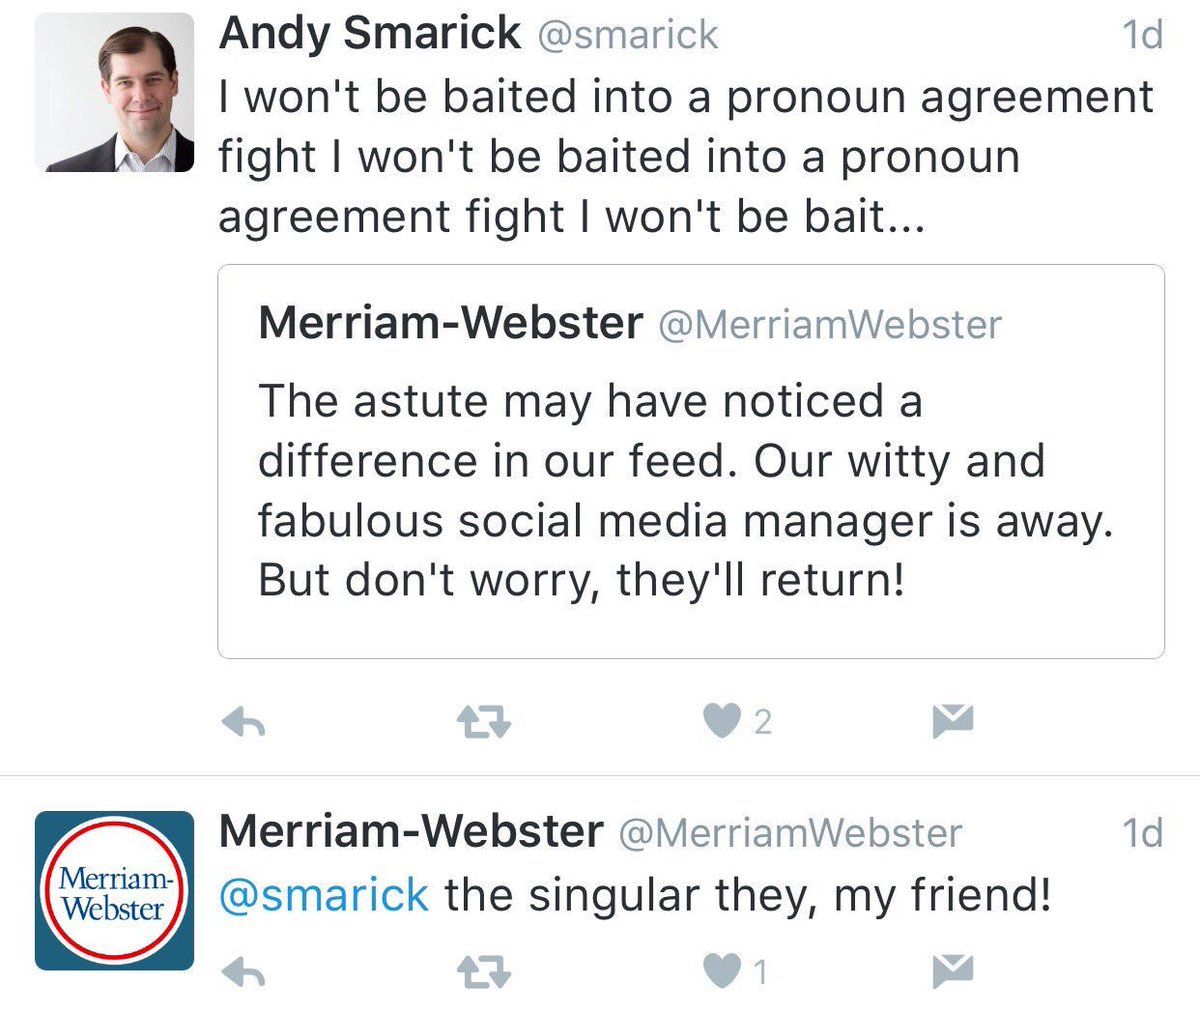 Andy Smarick @smarick 1d
I won't be baited into a pronoun agreement
fight I won't be baited into a pronoun
agreement fight I won't be bait...
Merriam-Webster @MerriamWebster
The astute may have noticed a
difference in our feed. Our witty and
fabulous social media manager is away.
But don't worry, they'll return!
2
Merriam-Webster @MerriamWebster 1d
Merriam-
Webster
@smarick the singular they, my friend!
1